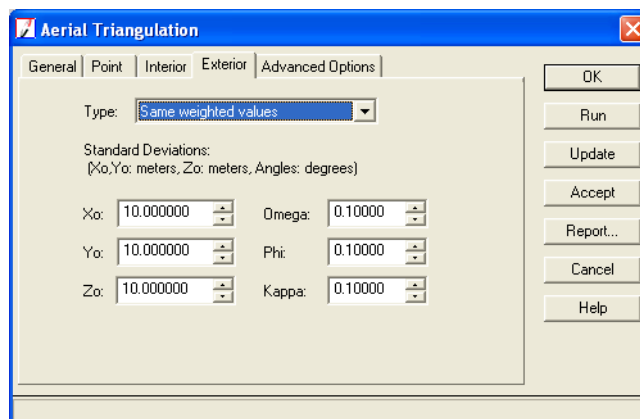 Aerial Triangulation
General Point Interior Exterior Advanced Options
Type: Same weighted values
Standard Deviations:
(Xo,Yo: meters, Zo: meters, Angles: degrees)
Xo: 10.000000 Omega: 0.10000
Yo: 10.000000 Phi: 0.10000
Zo: 10.000000 Kappa: 0.10000
OK
Run
Update
Accept
Report...
Cancel
Help